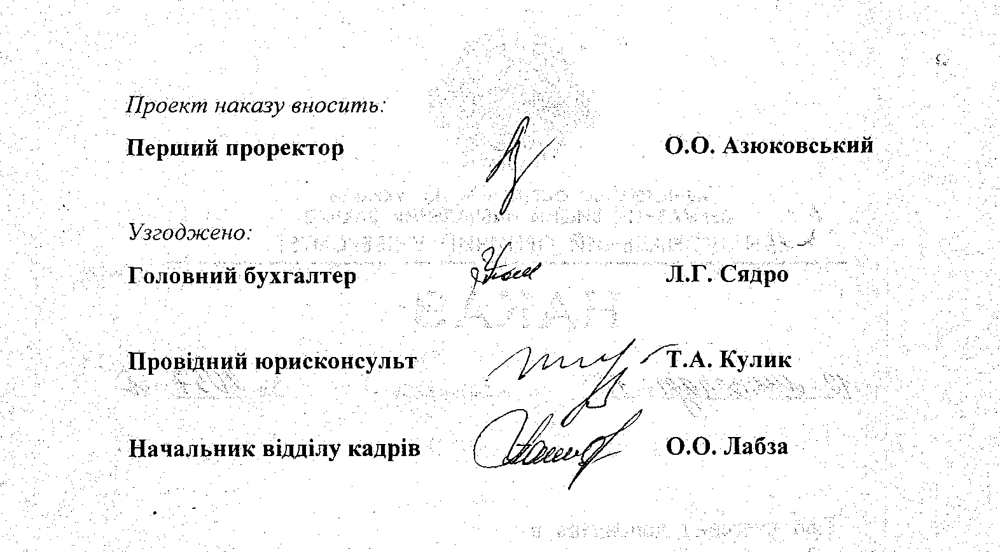 Проект наказу вносить:
Перший проректор О.О. Азюковський
Узгоджено:
Головний бухгалтер Л.Г. Сядро
Провідний юрисконсульт Т.А. Кулик
Начальник відділу кадрів О.О. Лабза